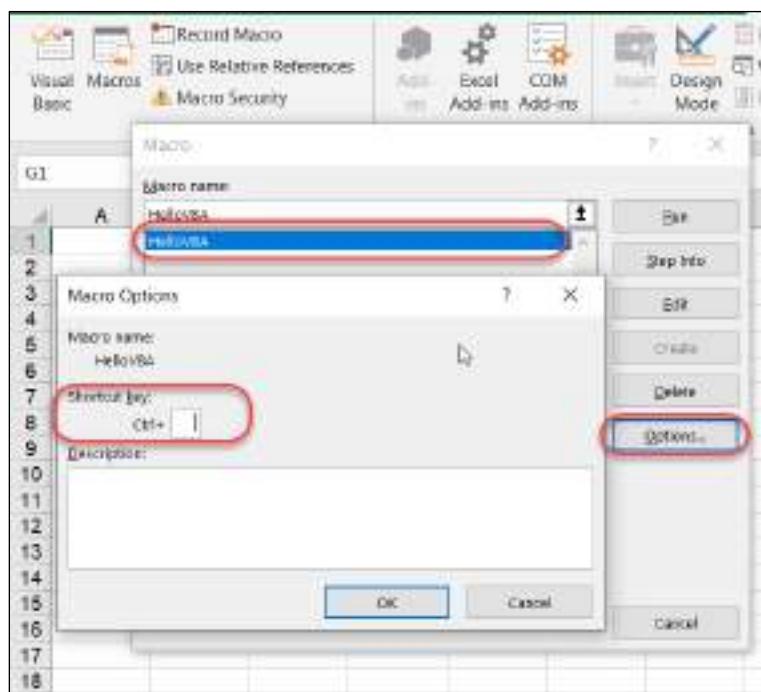 Record Macro
Use Relative References
Macro Security
Visual Basic
Macros
Add-ins
Excel Add-ins
COM Add-ins
Insert
Design Mode
Macro
?
G1
Macro name
HelloVBA
HelloVBA
Run
Step Into
Edit
Create
Delete
Options...
Cancel
A
1
2
3
4
5
6
7
8
9
10
11
12
13
14
15
16
17
18
Macro Options
?
Macro name:
HelloVBA
Shortcut key:
Ctrl+
Description:
OK
Cancel